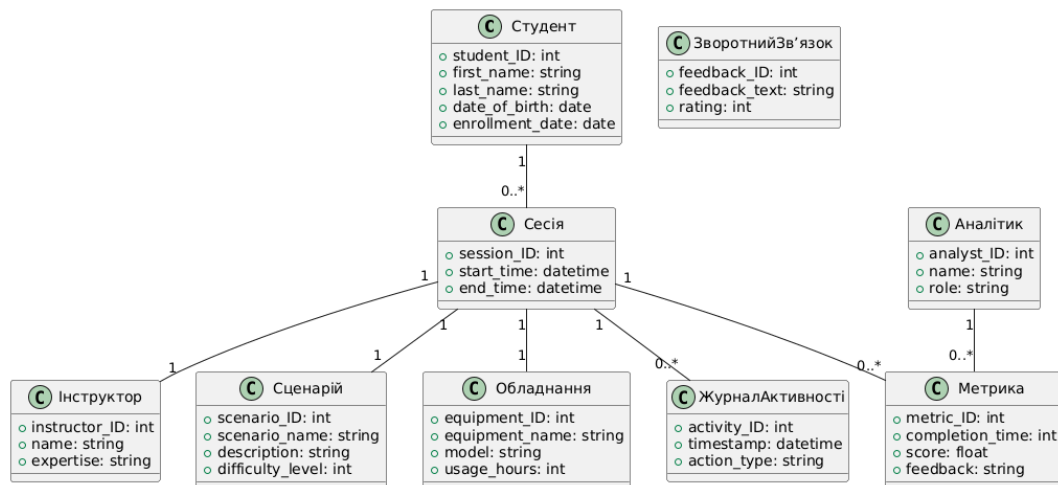 C Студент
+ student_ID: int
+ first_name: string
+ last_name: string
+ date_of_birth: date
+ enrollment_date: date
C ЗворотнийЗв’язок
+ feedback_ID: int
+ feedback_text: string
+ rating: int
1
0..*
C Сесія
+ session_ID: int
+ start_time: datetime
+ end_time: datetime
C Аналітик
+ analyst_ID: int
+ name: string
+ role: string
1
1
1
1
1
1
1
1
1
0..*
0..*
0..*
C Інструктор
+ instructor_ID: int
+ name: string
+ expertise: string
C Сценарій
+ scenario_ID: int
+ scenario_name: string
+ description: string
+ difficulty_level: int
C Обладнання
+ equipment_ID: int
+ equipment_name: string
+ model: string
+ usage_hours: int
C ЖурналАктивності
+ activity_ID: int
+ timestamp: datetime
+ action_type: string
C Метрика
+ metric_ID: int
+ completion_time: int
+ score: float
+ feedback: string